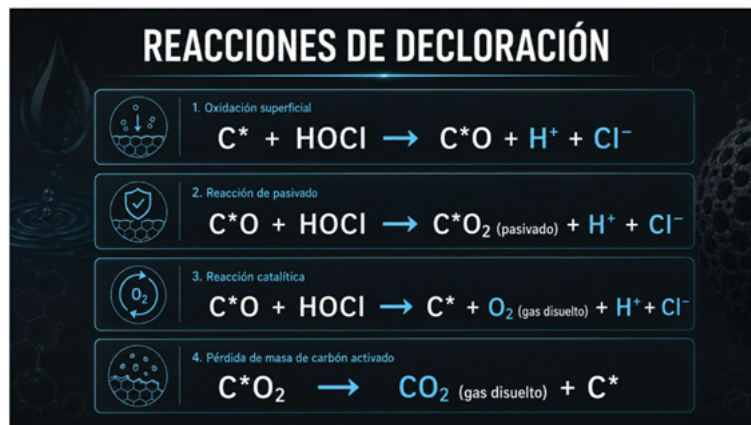 REACCIONES DE DECLORACIÓN
1. Oxidación superficial
C* + HOCl → C*O + H⁺ + Cl⁻
2. Reacción de pasivado
C*O + HOCl → C*O₂ (pasivado) + H⁺ + Cl⁻
O₂
3. Reacción catalítica
C*O + HOCl → C* + O₂ (gas disuelto) + H⁺ + Cl⁻
4. Pérdida de masa de carbón activado
C*O₂ → CO₂ (gas disuelto) + C*